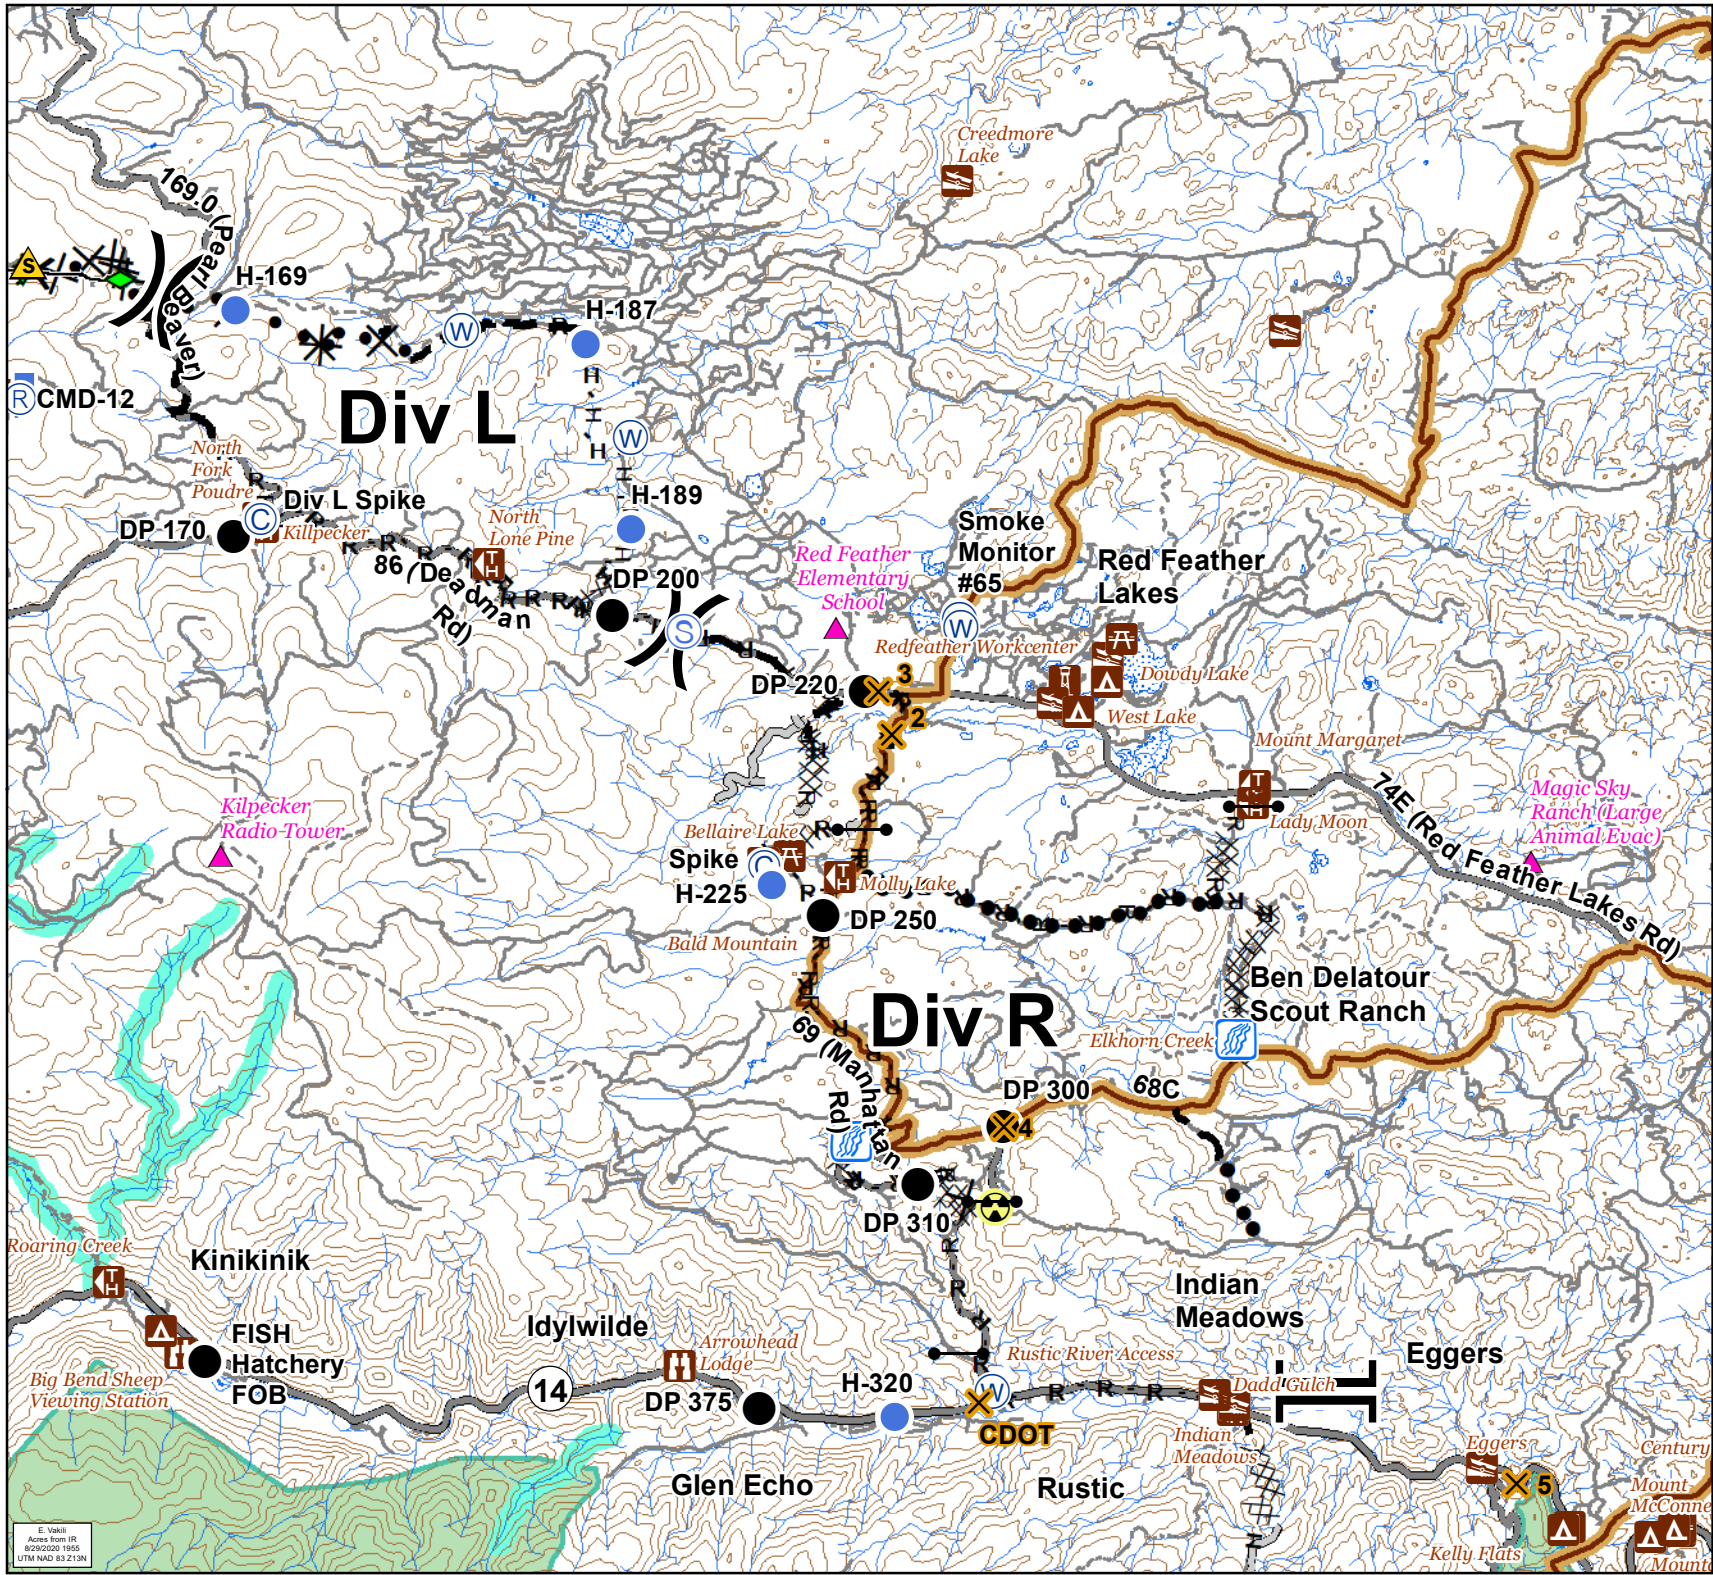 Creedmore
Lake
169.0 (Pearl
Beaver)
S
H-169
H-187
W
Div L
R
CMD-12
W
North
Fork
Poudre
Div L Spike
C
DP 170
Killpecker
North
Lone Pine
H-189
86 (Deadman
Rd)
DP 200
S
Red Feather
Elementary
School
Smoke
Monitor
#65
W
Red Feather
Lakes
Redfeather Workcenter
Dowdy Lake
West Lake
DP 220
3
2
Mount Margaret
Lady Moon
74E (Red Feather Lakes Rd)
Magic Sky
Ranch (Large
Animal Evac)
Kilpecker
Radio Tower
Bellaire Lake
Spike
C
H-225
Molly Lake
DP 250
Bald Mountain
Div R
Ben Delatour
Scout Ranch
Elkhorn Creek
69 (Manhattan
Rd)
DP 300
4
68C
DP 310
Roaring Creek
Kinikinik
FISH
Hatchery
FOB
Big Bend Sheep
Viewing Station
Idylwilde
14
Arrowhead
Lodge
DP 375
H-320
Rustic River Access
W
CDOT
Glen Echo
Rustic
Indian
Meadows
Dadd Gulch
Indian
Meadows
Eggers
Eggers
5
Century
Mount
McConne
Kelly Flats
Mounta
E. Vakili
Acres from IR
8/29/2020 1955
UTM NAD 83 Z13N